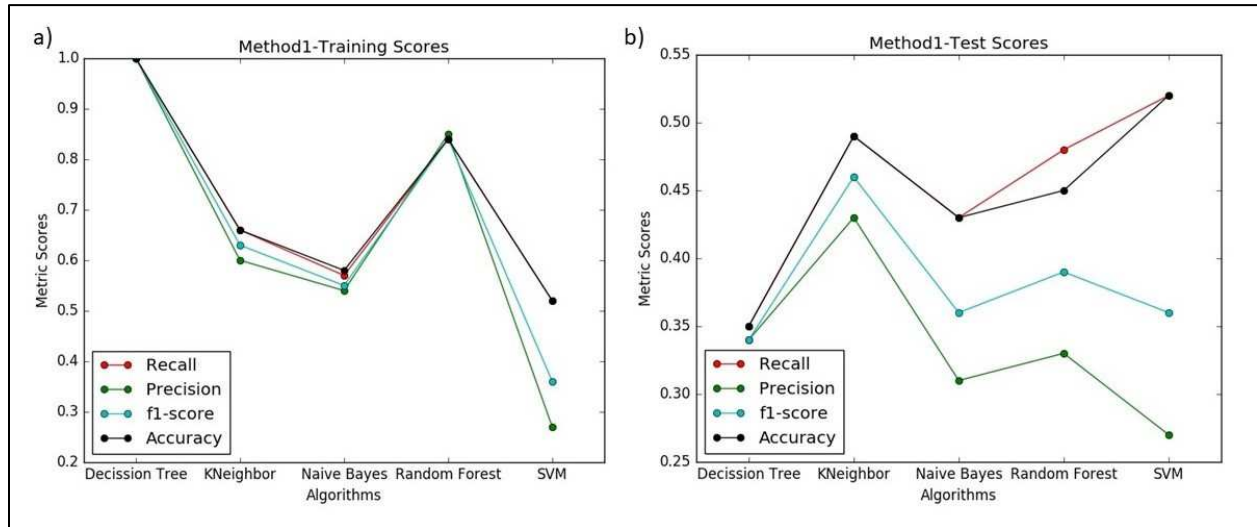 a)
Method1-Training Scores
1.0
0.9
0.8
0.7
0.6
0.5
0.4
0.3
0.2
Metric Scores
Recall
Precision
f1-score
Accuracy
Decission Tree KNeighbor Naive Bayes Random Forest SVM
Algorithms
b)
Method1-Test Scores
0.55
0.50
0.45
0.40
0.35
0.30
0.25
Metric Scores
Recall
Precision
f1-score
Accuracy
Decission Tree KNeighbor Naive Bayes Random Forest SVM
Algorithms